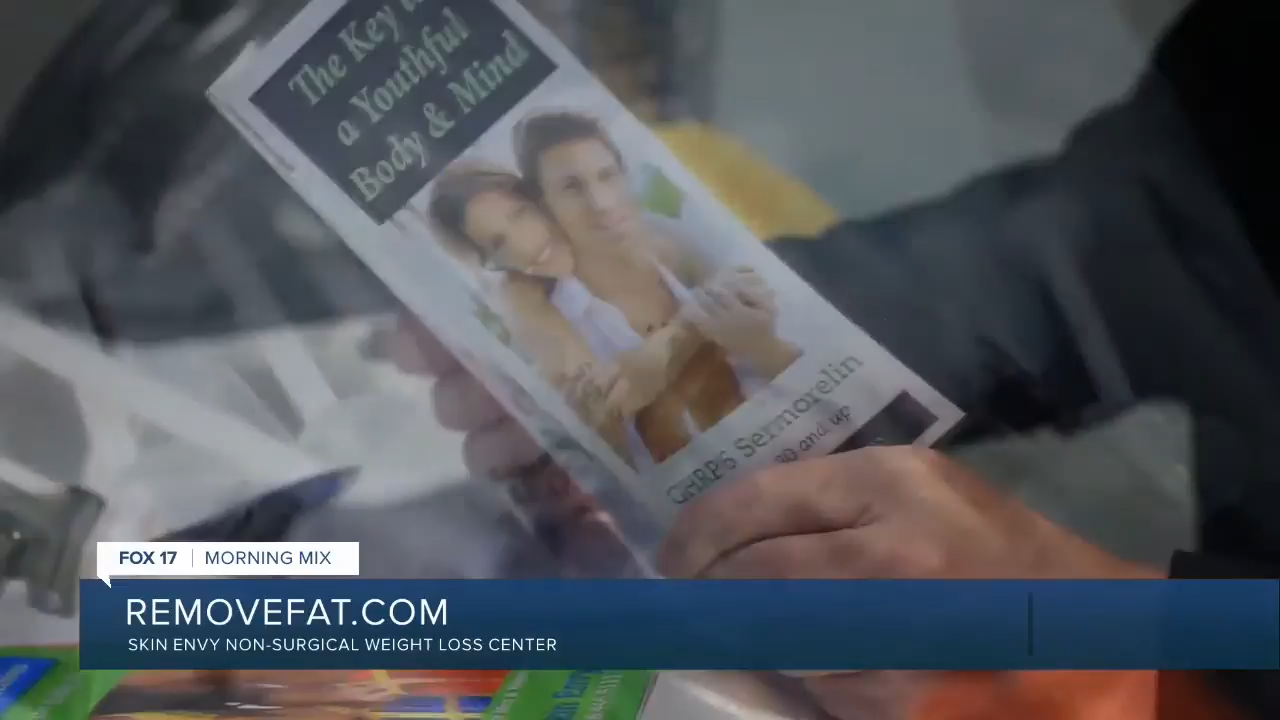 The Key
a Youthful
Body & Mind
GHRP6 Sermorelin
30 and up
FOX 17 | MORNING MIX
REMOVEFAT.COM
SKIN ENVY NON-SURGICAL WEIGHT LOSS CENTER